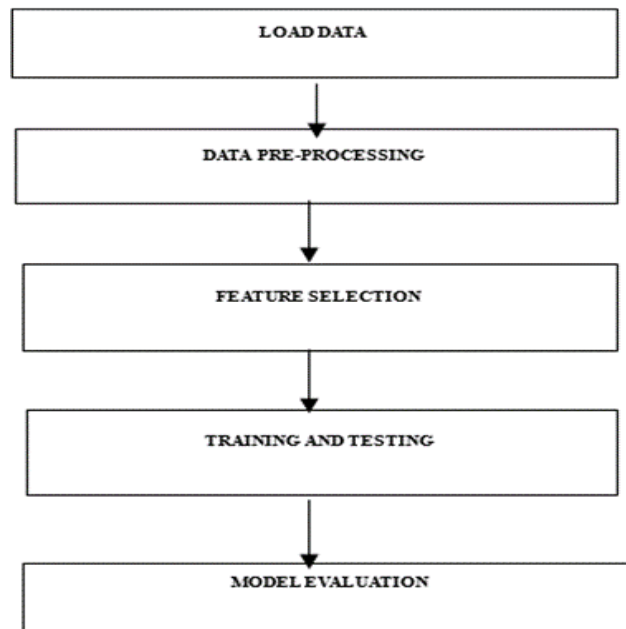 LOAD DATA
DATA PRE-PROCESSING
FEATURE SELECTION
TRAINING AND TESTING
MODEL EVALUATION